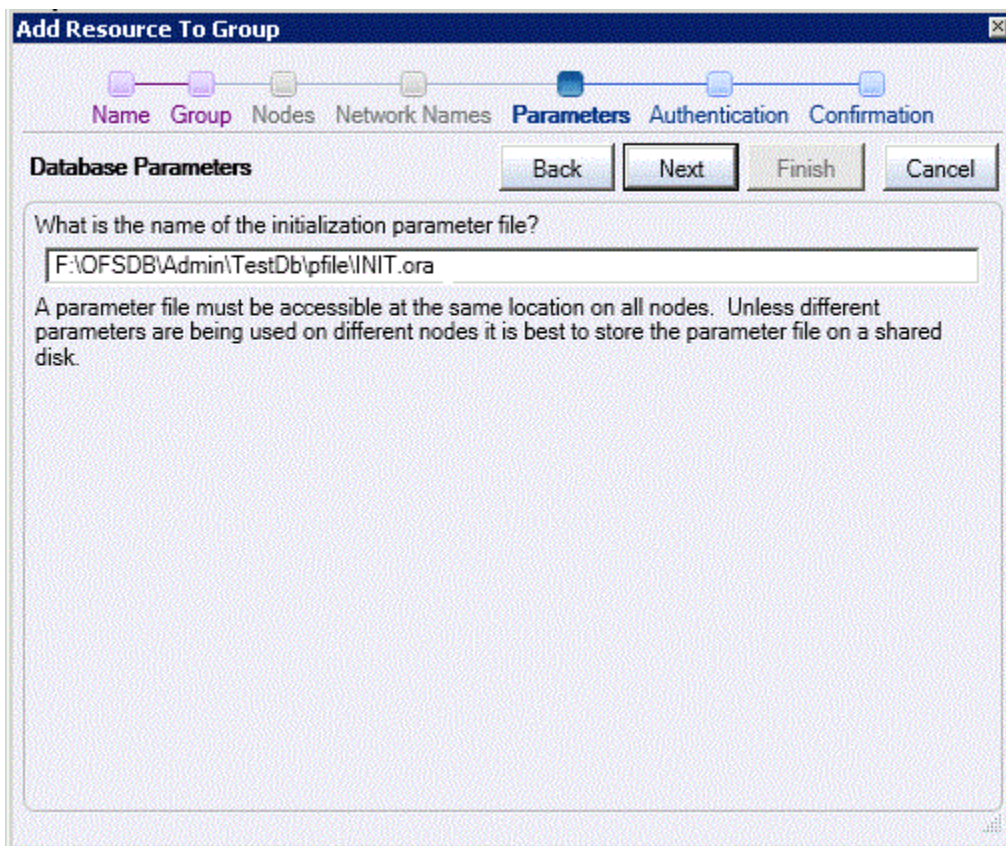 Add Resource To Group
Name Group Nodes Network Names Parameters Authentication Confirmation
Database Parameters Back Next Finish Cancel
What is the name of the initialization parameter file?
F:\OFSDB\Admin\TestDb\pfile\INIT.ora
A parameter file must be accessible at the same location on all nodes. Unless different
parameters are being used on different nodes it is best to store the parameter file on a shared
disk.